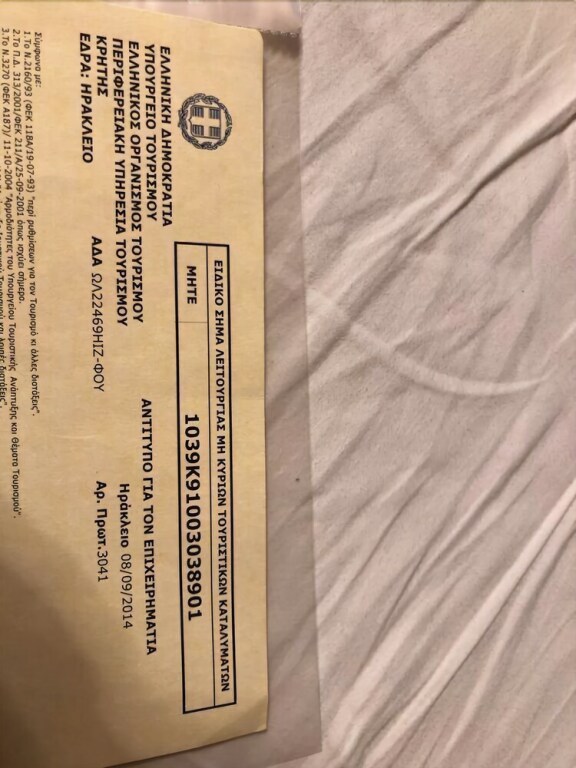 ΕΙΔΙΚΟ ΣΗΜΑ ΛΕΙΤΟΥΡΓΙΑΣ ΜΗ ΚΥΡΙΩΝ ΤΟΥΡΙΣΤΙΚΩΝ ΚΑΤΑΛΥΜΑΤΩΝ
ΜΗΤΕ 1039Κ91003038901
ΕΛΛΗΝΙΚΗ ΔΗΜΟΚΡΑΤΙΑ
ΥΠΟΥΡΓΕΙΟ ΤΟΥΡΙΣΜΟΥ
ΕΛΛΗΝΙΚΟΣ ΟΡΓΑΝΙΣΜΟΣ ΤΟΥΡΙΣΜΟΥ
ΠΕΡΙΦΕΡΕΙΑΚΗ ΥΠΗΡΕΣΙΑ ΤΟΥΡΙΣΜΟΥ
ΚΡΗΤΗΣ
ΕΔΡΑ: ΗΡΑΚΛΕΙΟ
ΑΔΑ ΩΛ22469ΗΙΖ-ΦΟΥ
ΑΝΤΙΤΥΠΟ ΓΙΑ ΤΟΝ ΕΠΙΧΕΙΡΗΜΑΤΙΑ
Ηράκλειο 08/09/2014
Αρ. Πρωτ.3041
Σύμφωνα με:
1.Το Ν.2160/93 (ΦΕΚ 118Α/19-07-93) "περί ρυθμίσεων για τον Τουρισμό κι άλλες διατάξεις".
2.Το Π.Δ. 313/2001/ΦΕΚ 211/Α/25-09-2001 όπως ισχύει σήμερα.
3.Το Ν.3270 (ΦΕΚ Α187)/ 11-10-2004 "Αρμοδιότητες του Υπουργείου Τουριστικής Ανάπτυξης και Θέματα Τουρισμού".